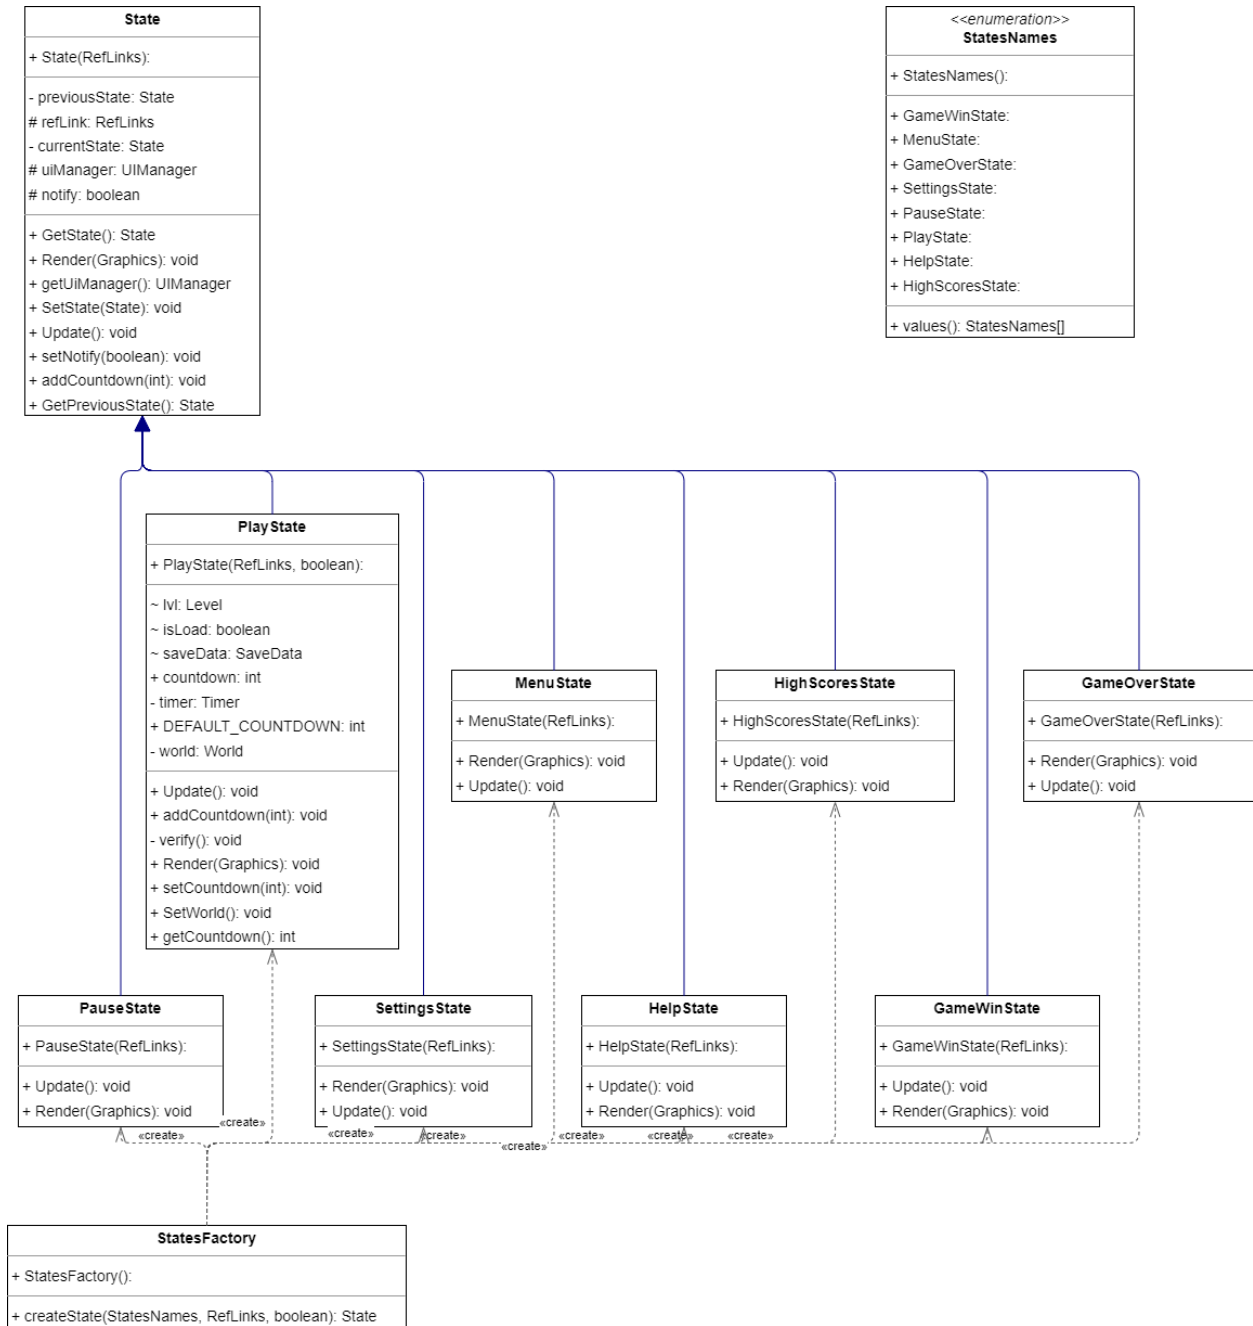 State
+ State(RefLinks):
- previousState: State
# refLink: RefLinks
- currentState: State
# uiManager: UIManager
# notify: boolean
+ GetState(): State
+ Render(Graphics): void
+ getUiManager(): UIManager
+ SetState(State): void
+ Update(): void
+ setNotify(boolean): void
+ addCountdown(int): void
+ GetPreviousState(): State
<<enumeration>>
StatesNames
+ StatesNames():
+ GameWinState:
+ MenuState:
+ GameOverState:
+ SettingsState:
+ PauseState:
+ PlayState:
+ HelpState:
+ HighScoresState:
+ values(): StatesNames[]
PlayState
+ PlayState(RefLinks, boolean):
~ lvl: Level
~ isLoad: boolean
~ saveData: SaveData
+ countdown: int
- timer: Timer
+ DEFAULT_COUNTDOWN: int
- world: World
+ Update(): void
+ addCountdown(int): void
- verify(): void
+ Render(Graphics): void
+ setCountdown(int): void
+ SetWorld(): void
+ getCountdown(): int
MenuState
+ MenuState(RefLinks):
+ Render(Graphics): void
+ Update(): void
HighScoresState
+ HighScoresState(RefLinks):
+ Update(): void
+ Render(Graphics): void
GameOverState
+ GameOverState(RefLinks):
+ Render(Graphics): void
+ Update(): void
PauseState
+ PauseState(RefLinks):
+ Update(): void
+ Render(Graphics): void
SettingsState
+ SettingsState(RefLinks):
+ Render(Graphics): void
+ Update(): void
HelpState
+ HelpState(RefLinks):
+ Update(): void
+ Render(Graphics): void
GameWinState
+ GameWinState(RefLinks):
+ Update(): void
+ Render(Graphics): void
«create»
«create»
«create»
«create»
«create»
«create»
«create»
«create»
StatesFactory
+ StatesFactory():
+ createState(StatesNames, RefLinks, boolean): State